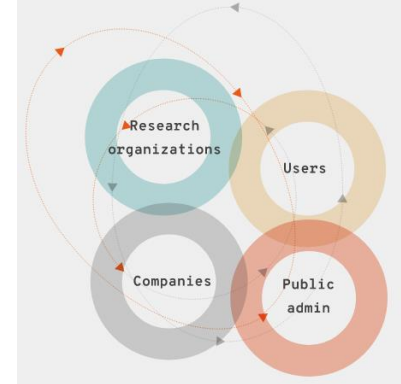 Research
organizations
Users
Companies
Public
admin